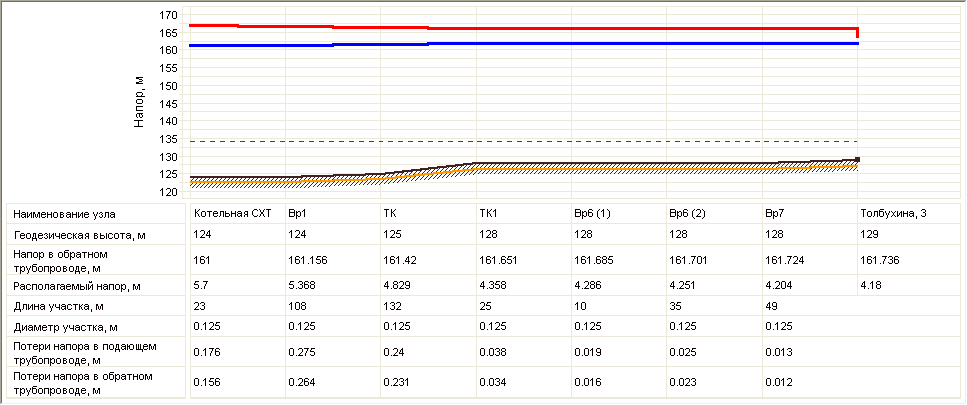 170
165
160
155
150
145
140
135
130
125
120
Напор, м
Наименование узла Котельная СХТ Вр1 ТК ТК1 Вр6 (1) Вр6 (2) Вр7 Толбухина, 3
Геодезическая высота, м 124 124 125 128 128 128 128 129
Напор в обратном
трубопроводе, м 161 161.156 161.42 161.651 161.685 161.701 161.724 161.736
Располагаемый напор, м 5.7 5.368 4.829 4.358 4.286 4.251 4.204 4.18
Длина участка, м 23 108 132 25 10 35 49
Диаметр участка, м 0.125 0.125 0.125 0.125 0.125 0.125 0.125
Потери напора в подающем
трубопроводе, м 0.176 0.275 0.24 0.038 0.019 0.025 0.013
Потери напора в обратном
трубопроводе, м 0.156 0.264 0.231 0.034 0.016 0.023 0.012